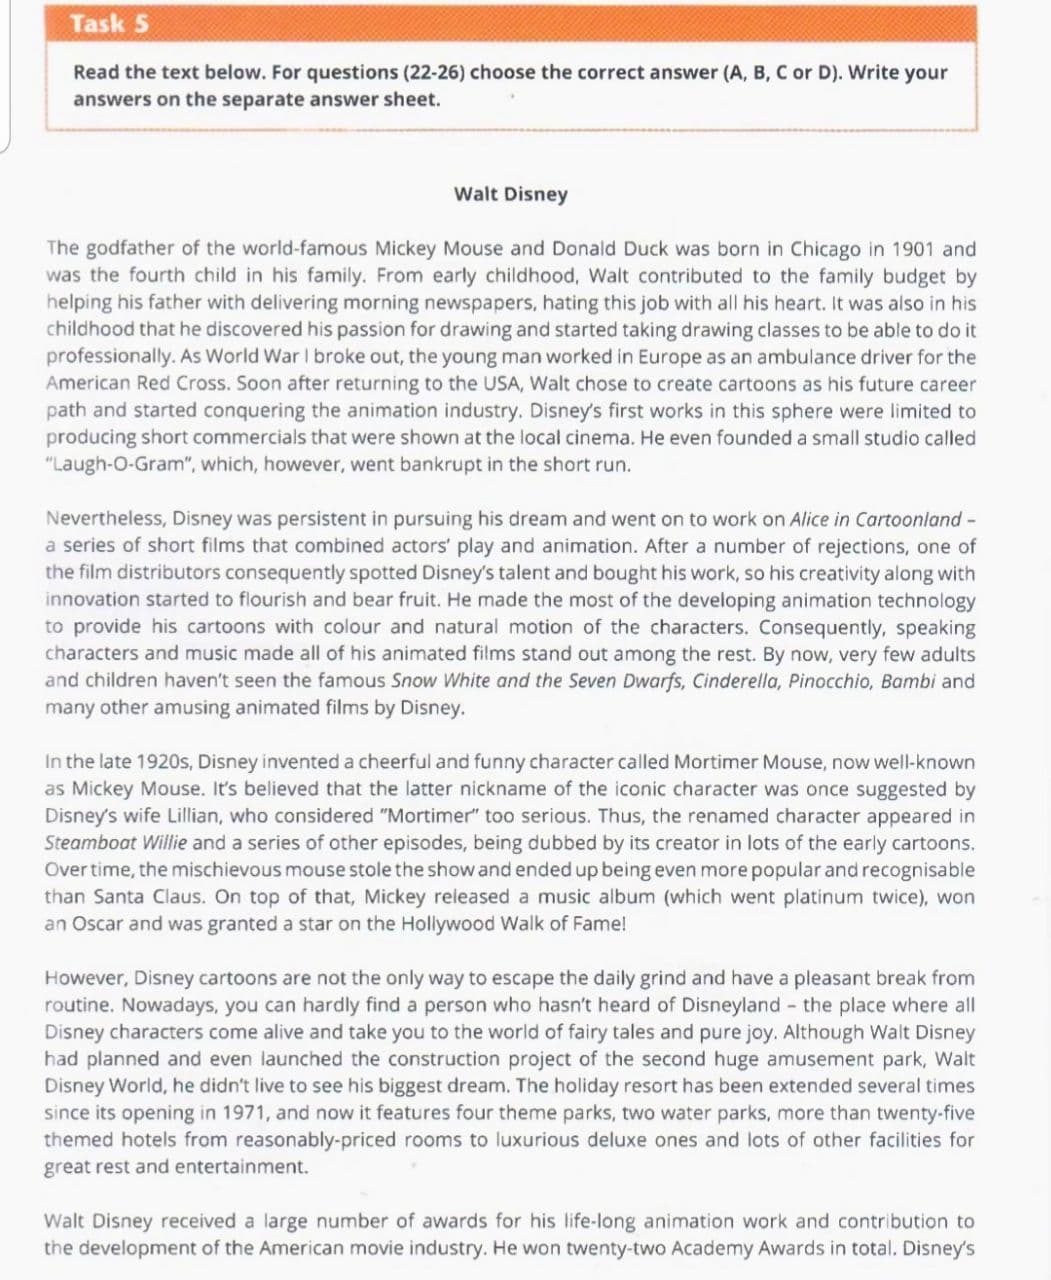 Task 5
Read the text below. For questions (22-26) choose the correct answer (A, B, C or D). Write your
answers on the separate answer sheet.
Walt Disney
The godfather of the world-famous Mickey Mouse and Donald Duck was born in Chicago in 1901 and
was the fourth child in his family. From early childhood, Walt contributed to the family budget by
helping his father with delivering morning newspapers, hating this job with all his heart. It was also in his
childhood that he discovered his passion for drawing and started taking drawing classes to be able to do it
professionally. As World War I broke out, the young man worked in Europe as an ambulance driver for the
American Red Cross. Soon after returning to the USA, Walt chose to create cartoons as his future career
path and started conquering the animation industry. Disney's first works in this sphere were limited to
producing short commercials that were shown at the local cinema. He even founded a small studio called
"Laugh-O-Gram", which, however, went bankrupt in the short run.
Nevertheless, Disney was persistent in pursuing his dream and went on to work on Alice in Cartoonland –
a series of short films that combined actors' play and animation. After a number of rejections, one of
the film distributors consequently spotted Disney's talent and bought his work, so his creativity along with
innovation started to flourish and bear fruit. He made the most of the developing animation technology
to provide his cartoons with colour and natural motion of the characters. Consequently, speaking
characters and music made all of his animated films stand out among the rest. By now, very few adults
and children haven't seen the famous Snow White and the Seven Dwarfs, Cinderella, Pinocchio, Bambi and
many other amusing animated films by Disney.
In the late 1920s, Disney invented a cheerful and funny character called Mortimer Mouse, now well-known
as Mickey Mouse. It's believed that the latter nickname of the iconic character was once suggested by
Disney's wife Lillian, who considered "Mortimer" too serious. Thus, the renamed character appeared in
Steamboat Willie and a series of other episodes, being dubbed by its creator in lots of the early cartoons.
Over time, the mischievous mouse stole the show and ended up being even more popular and recognisable
than Santa Claus. On top of that, Mickey released a music album (which went platinum twice), won
an Oscar and was granted a star on the Hollywood Walk of Fame!
However, Disney cartoons are not the only way to escape the daily grind and have a pleasant break from
routine. Nowadays, you can hardly find a person who hasn't heard of Disneyland – the place where all
Disney characters come alive and take you to the world of fairy tales and pure joy. Although Walt Disney
had planned and even launched the construction project of the second huge amusement park, Walt
Disney World, he didn't live to see his biggest dream. The holiday resort has been extended several times
since its opening in 1971, and now it features four theme parks, two water parks, more than twenty-five
themed hotels from reasonably-priced rooms to luxurious deluxe ones and lots of other facilities for
great rest and entertainment.
Walt Disney received a large number of awards for his life-long animation work and contribution to
the development of the American movie industry. He won twenty-two Academy Awards in total. Disney's